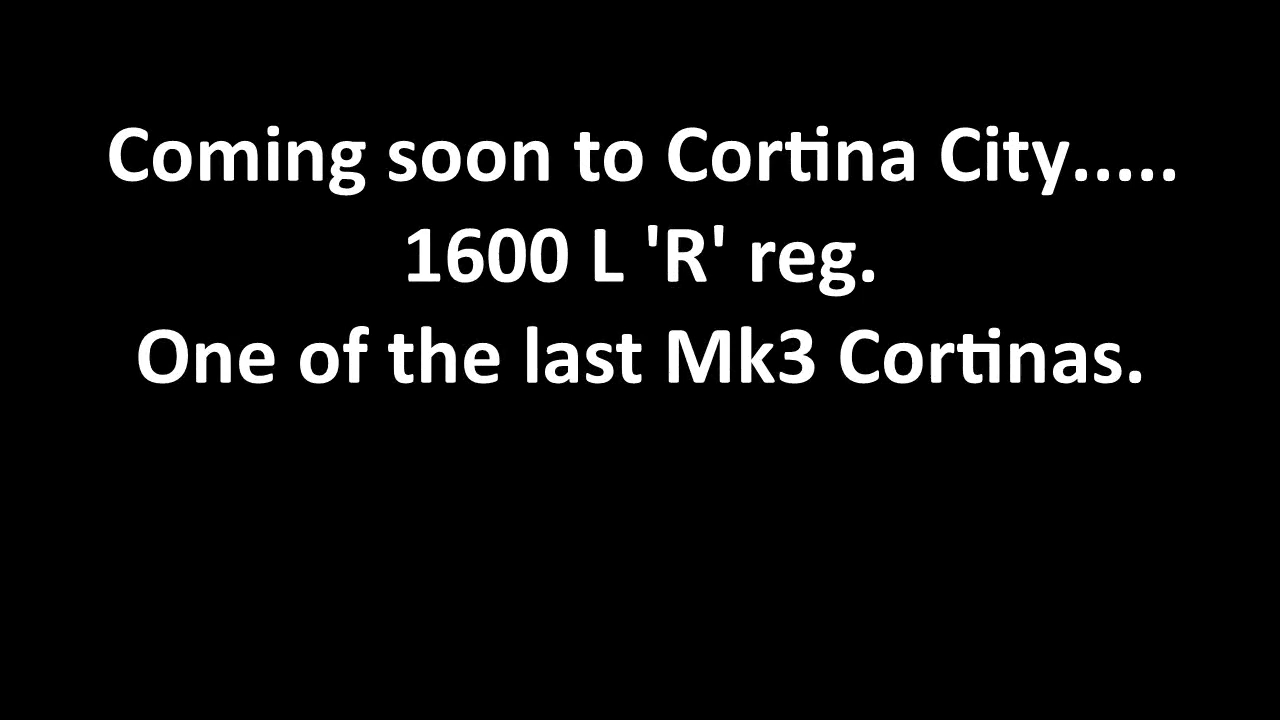 Coming soon to Cortina City.....
1600 L 'R' reg.
One of the last Mk3 Cortinas.